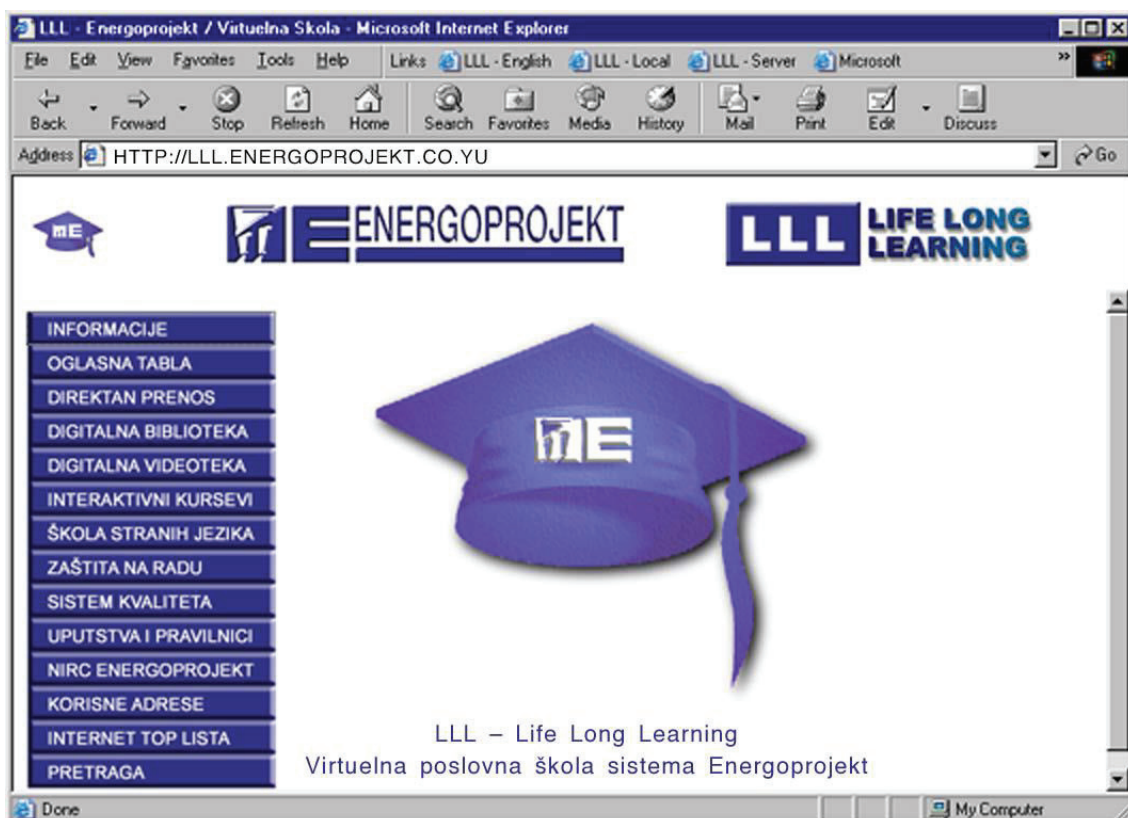 LLL - Energoprojekt / Virtuelna Skola - Microsoft Internet Explorer
File Edit View Favorites Tools Help Links LLL - English LLL - Local LLL - Server Microsoft »
Back Forward Stop Refresh Home Search Favorites Media History Mail Print Edit Discuss
Address HTTP://LLL.ENERGOPROJEKT.CO.YU Go
mE E ENERGOPROJEKT LLL LIFE LONG
LEARNING
INFORMACIJE
OGLASNA TABLA
DIREKTAN PRENOS
DIGITALNA BIBLIOTEKA
DIGITALNA VIDEOTEKA
INTERAKTIVNI KURSEVI
ŠKOLA STRANIH JEZIKA
ZAŠTITA NA RADU
SISTEM KVALITETA
UPUTSTVA I PRAVILNICI
NIRC ENERGOPROJEKT
KORISNE ADRESE
INTERNET TOP LISTA
PRETRAGA
mE
LLL – Life Long Learning
Virtuelna poslovna škola sistema Energoprojekt
Done My Computer